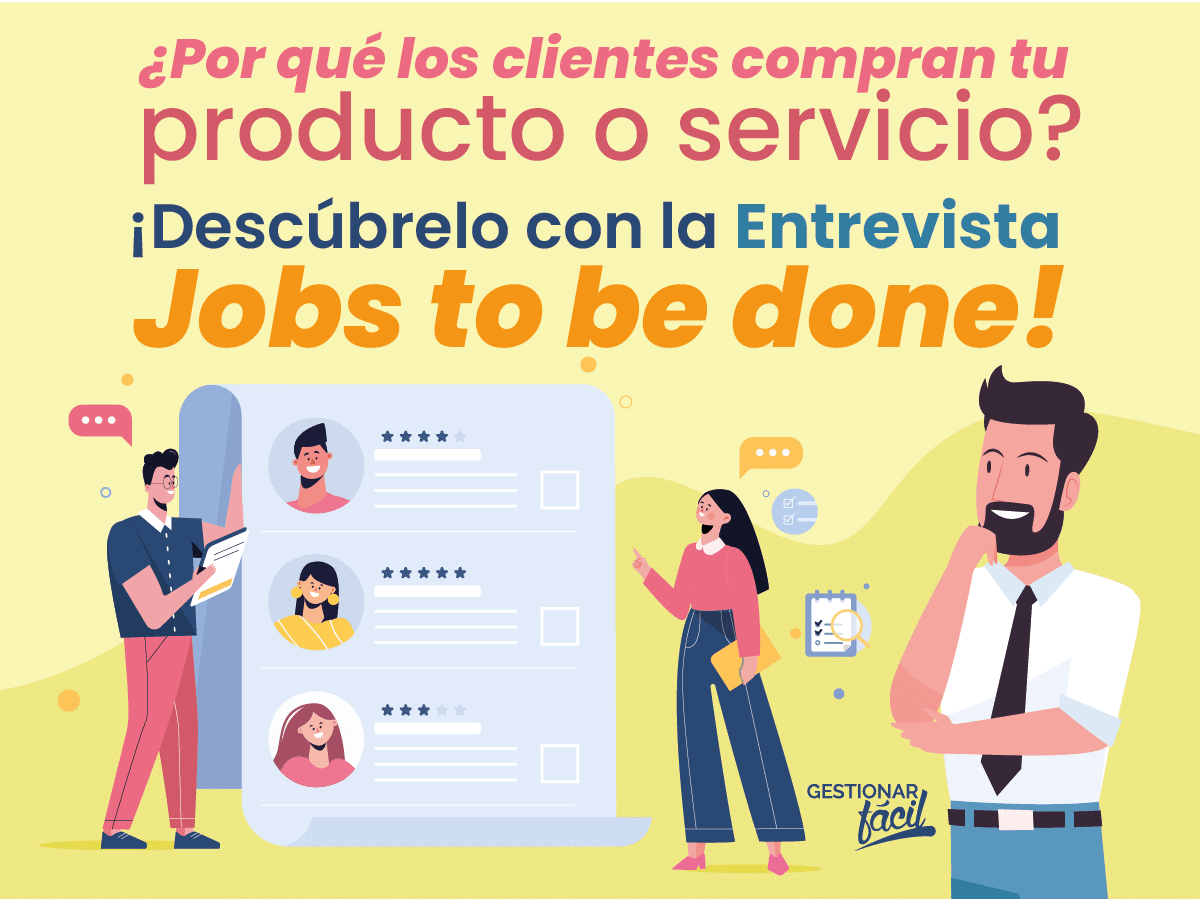 ¿Por qué los clientes compran tu
producto o servicio?
¡Descúbrelo con la Entrevista
Jobs to be done!
GESTIONAR
fácil